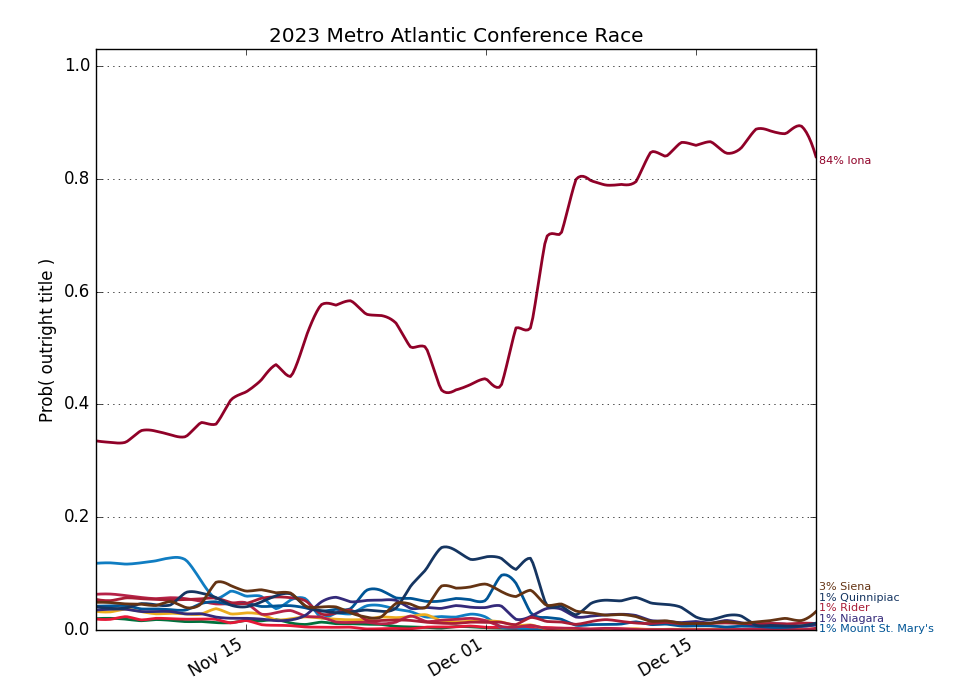 2023 Metro Atlantic Conference Race
Prob( outright title )
1.0
0.8
0.6
0.4
0.2
0.0
Nov 15
Dec 01
Dec 15
84% Iona
3% Siena
1% Quinnipiac
1% Rider
1% Niagara
1% Mount St. Mary's